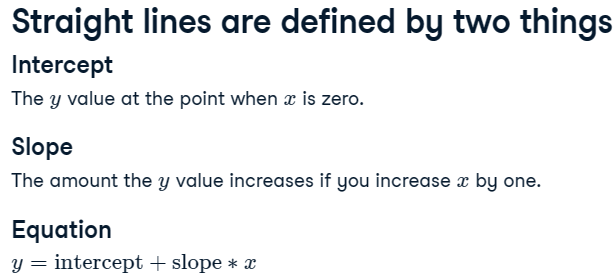 Straight lines are defined by two things
Intercept
The y value at the point when x is zero.
Slope
The amount the y value increases if you increase x by one.
Equation
y = intercept + slope ∗ x